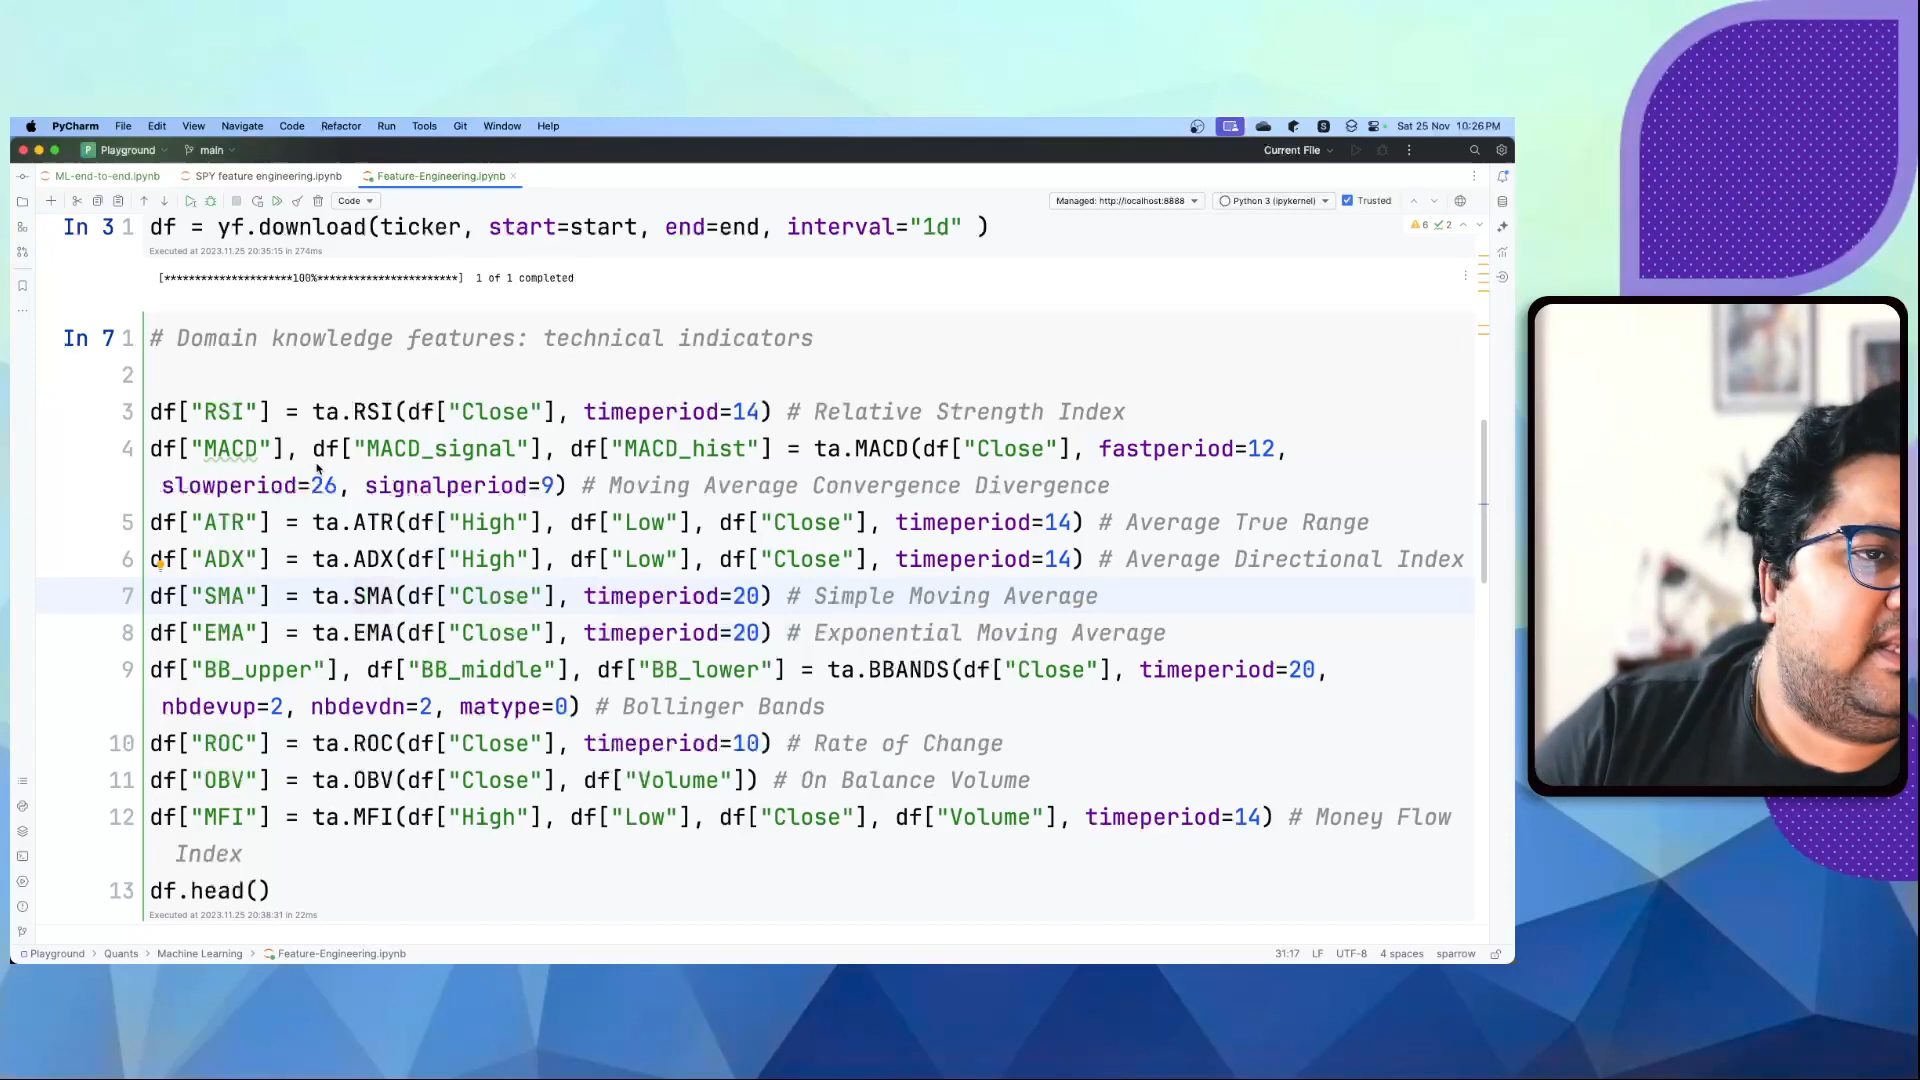 PyCharm File Edit View Navigate Code Refactor Run Tools Git Window Help S Sat 25 Nov 10:26 PM
P Playground main Current File
ML-end-to-end.ipynb SPY feature engineering.ipynb Feature-Engineering.ipynb
Code Managed: http://localhost:8888 Python 3 (ipykernel) Trusted
In 3 1 df = yf.download(ticker, start=start, end=end, interval="1d" ) 6 2
Executed at 2023.11.25 20:35:15 in 274ms
[*********************100%***********************] 1 of 1 completed
In 7 1 # Domain knowledge features: technical indicators
2
3 df["RSI"] = ta.RSI(df["Close"], timeperiod=14) # Relative Strength Index
4 df["MACD"], df["MACD_signal"], df["MACD_hist"] = ta.MACD(df["Close"], fastperiod=12,
slowperiod=26, signalperiod=9) # Moving Average Convergence Divergence
5 df["ATR"] = ta.ATR(df["High"], df["Low"], df["Close"], timeperiod=14) # Average True Range
6 df["ADX"] = ta.ADX(df["High"], df["Low"], df["Close"], timeperiod=14) # Average Directional Index
7 df["SMA"] = ta.SMA(df["Close"], timeperiod=20) # Simple Moving Average
8 df["EMA"] = ta.EMA(df["Close"], timeperiod=20) # Exponential Moving Average
9 df["BB_upper"], df["BB_middle"], df["BB_lower"] = ta.BBANDS(df["Close"], timeperiod=20,
nbdevup=2, nbdevdn=2, matype=0) # Bollinger Bands
10 df["ROC"] = ta.ROC(df["Close"], timeperiod=10) # Rate of Change
11 df["OBV"] = ta.OBV(df["Close"], df["Volume"]) # On Balance Volume
12 df["MFI"] = ta.MFI(df["High"], df["Low"], df["Close"], df["Volume"], timeperiod=14) # Money Flow
Index
13 df.head()
Executed at 2023.11.25 20:38:31 in 22ms
Playground > Quants > Machine Learning > Feature-Engineering.ipynb 31:17 LF UTF-8 4 spaces sparrow